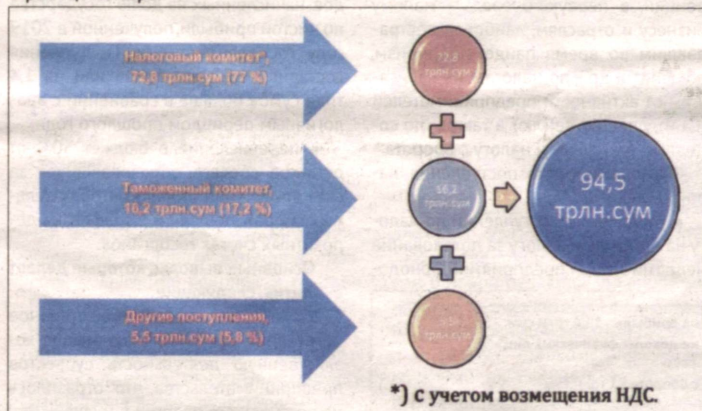 Налоговый комитет*,
72,8 трлн.сум (77 %)
72,8
трлн.сум
Таможенный комитет,
16,2 трлн.сум (17,2 %)
16,2
трлн.сум
94,5
трлн.сум
Другие поступления,
5,5 трлн.сум (5,8 %)
трлн.сум
*) с учетом возмещения НДС.